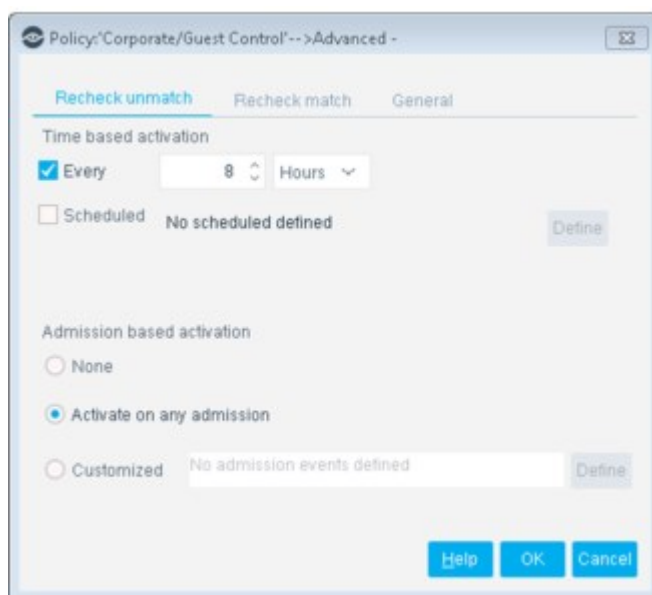 Policy:'Corporate/Guest Control'-->Advanced -
Recheck unmatch Recheck match General
Time based activation
Every 8 Hours
Scheduled No scheduled defined Define
Admission based activation
None
Activate on any admission
Customized No admission events defined Define
Help OK Cancel